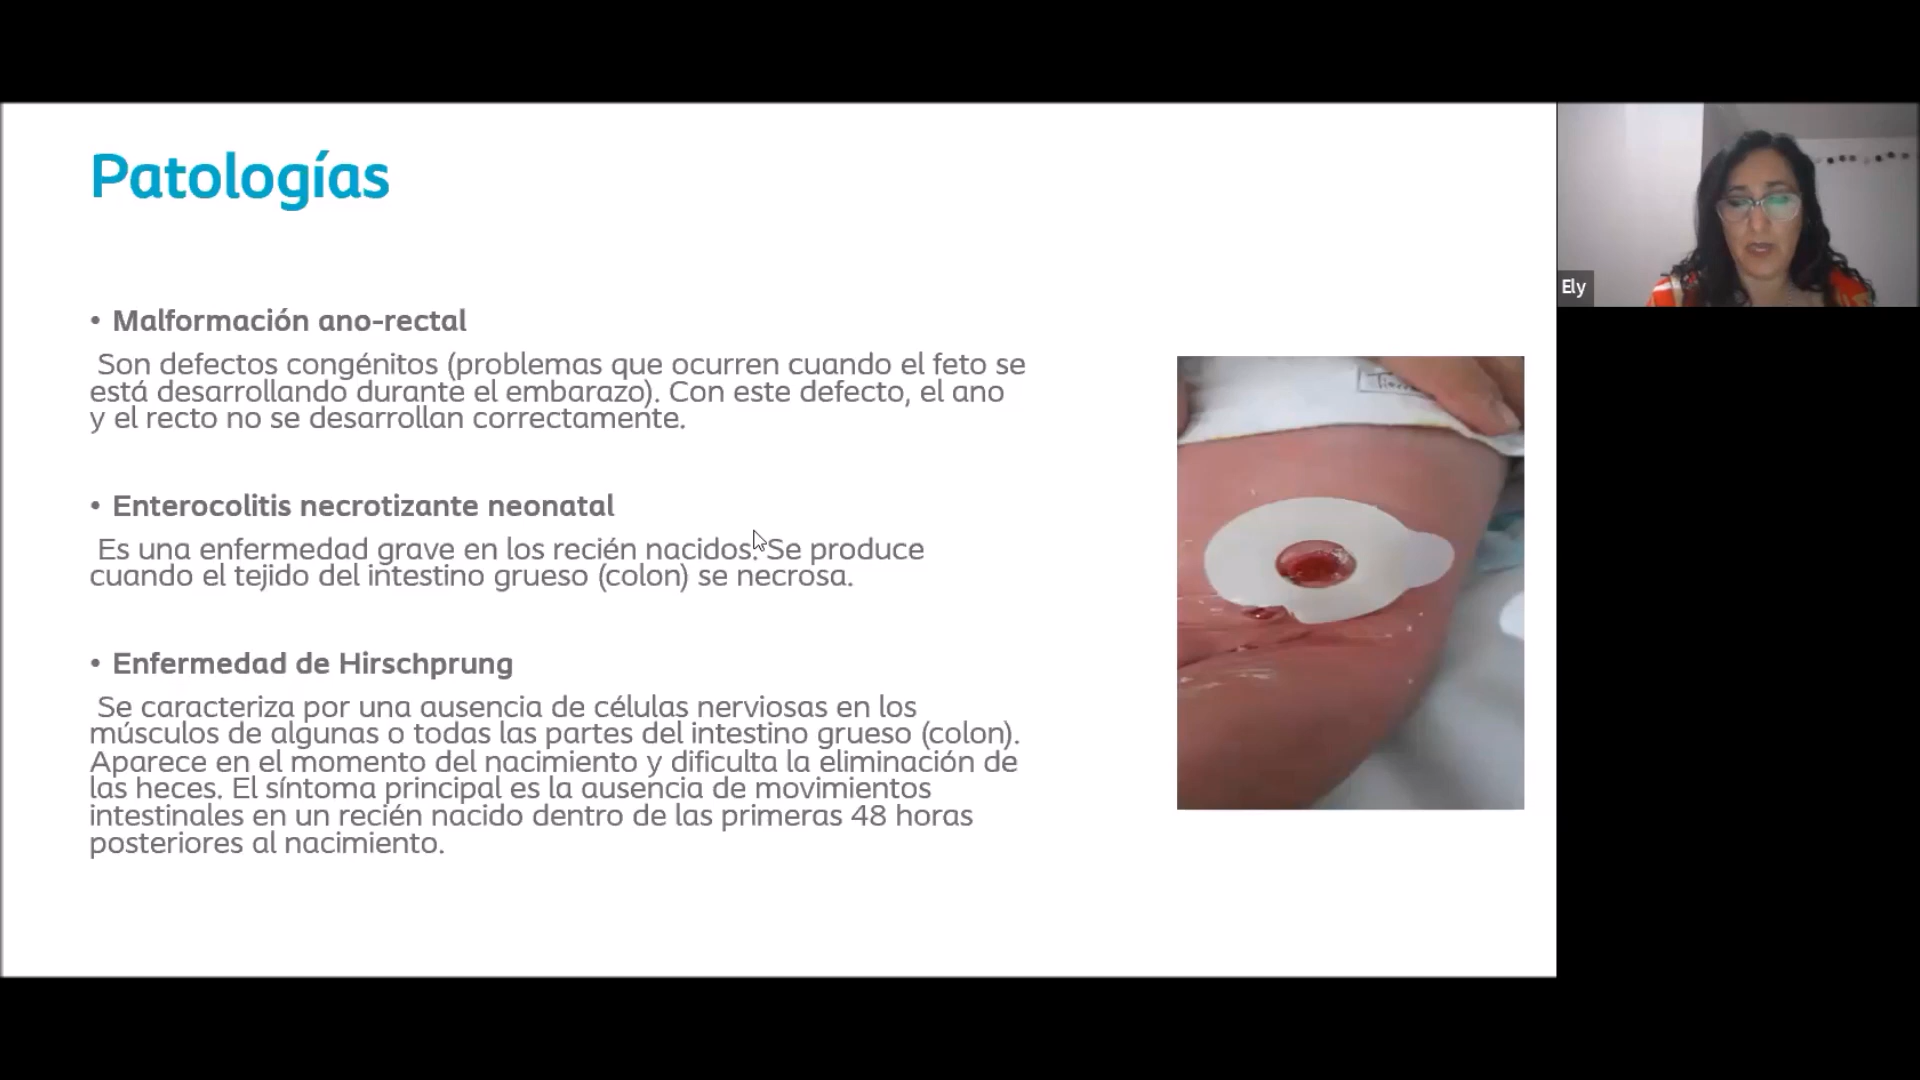 Patologías
• Malformación ano-rectal
Son defectos congénitos (problemas que ocurren cuando el feto se
está desarrollando durante el embarazo). Con este defecto, el ano
y el recto no se desarrollan correctamente.
• Enterocolitis necrotizante neonatal
Es una enfermedad grave en los recién nacidos. Se produce
cuando el tejido del intestino grueso (colon) se necrosa.
• Enfermedad de Hirschprung
Se caracteriza por una ausencia de células nerviosas en los
músculos de algunas o todas las partes del intestino grueso (colon).
Aparece en el momento del nacimiento y dificulta la eliminación de
las heces. El síntoma principal es la ausencia de movimientos
intestinales en un recién nacido dentro de las primeras 48 horas
posteriores al nacimiento.
Ely